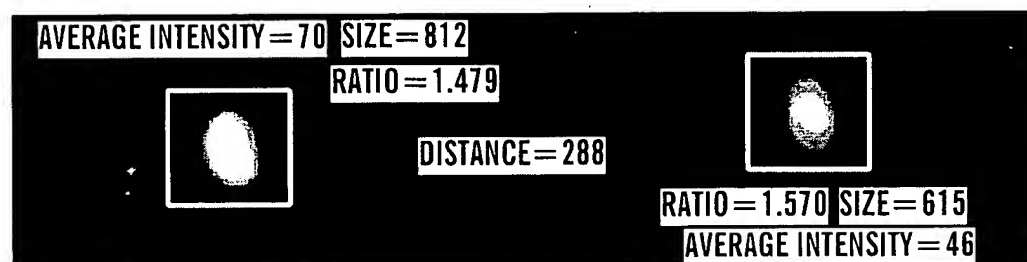 AVERAGE INTENSITY=70 SIZE=812
RATIO=1.479
DISTANCE=288
RATIO=1.570 SIZE=615
AVERAGE INTENSITY=46